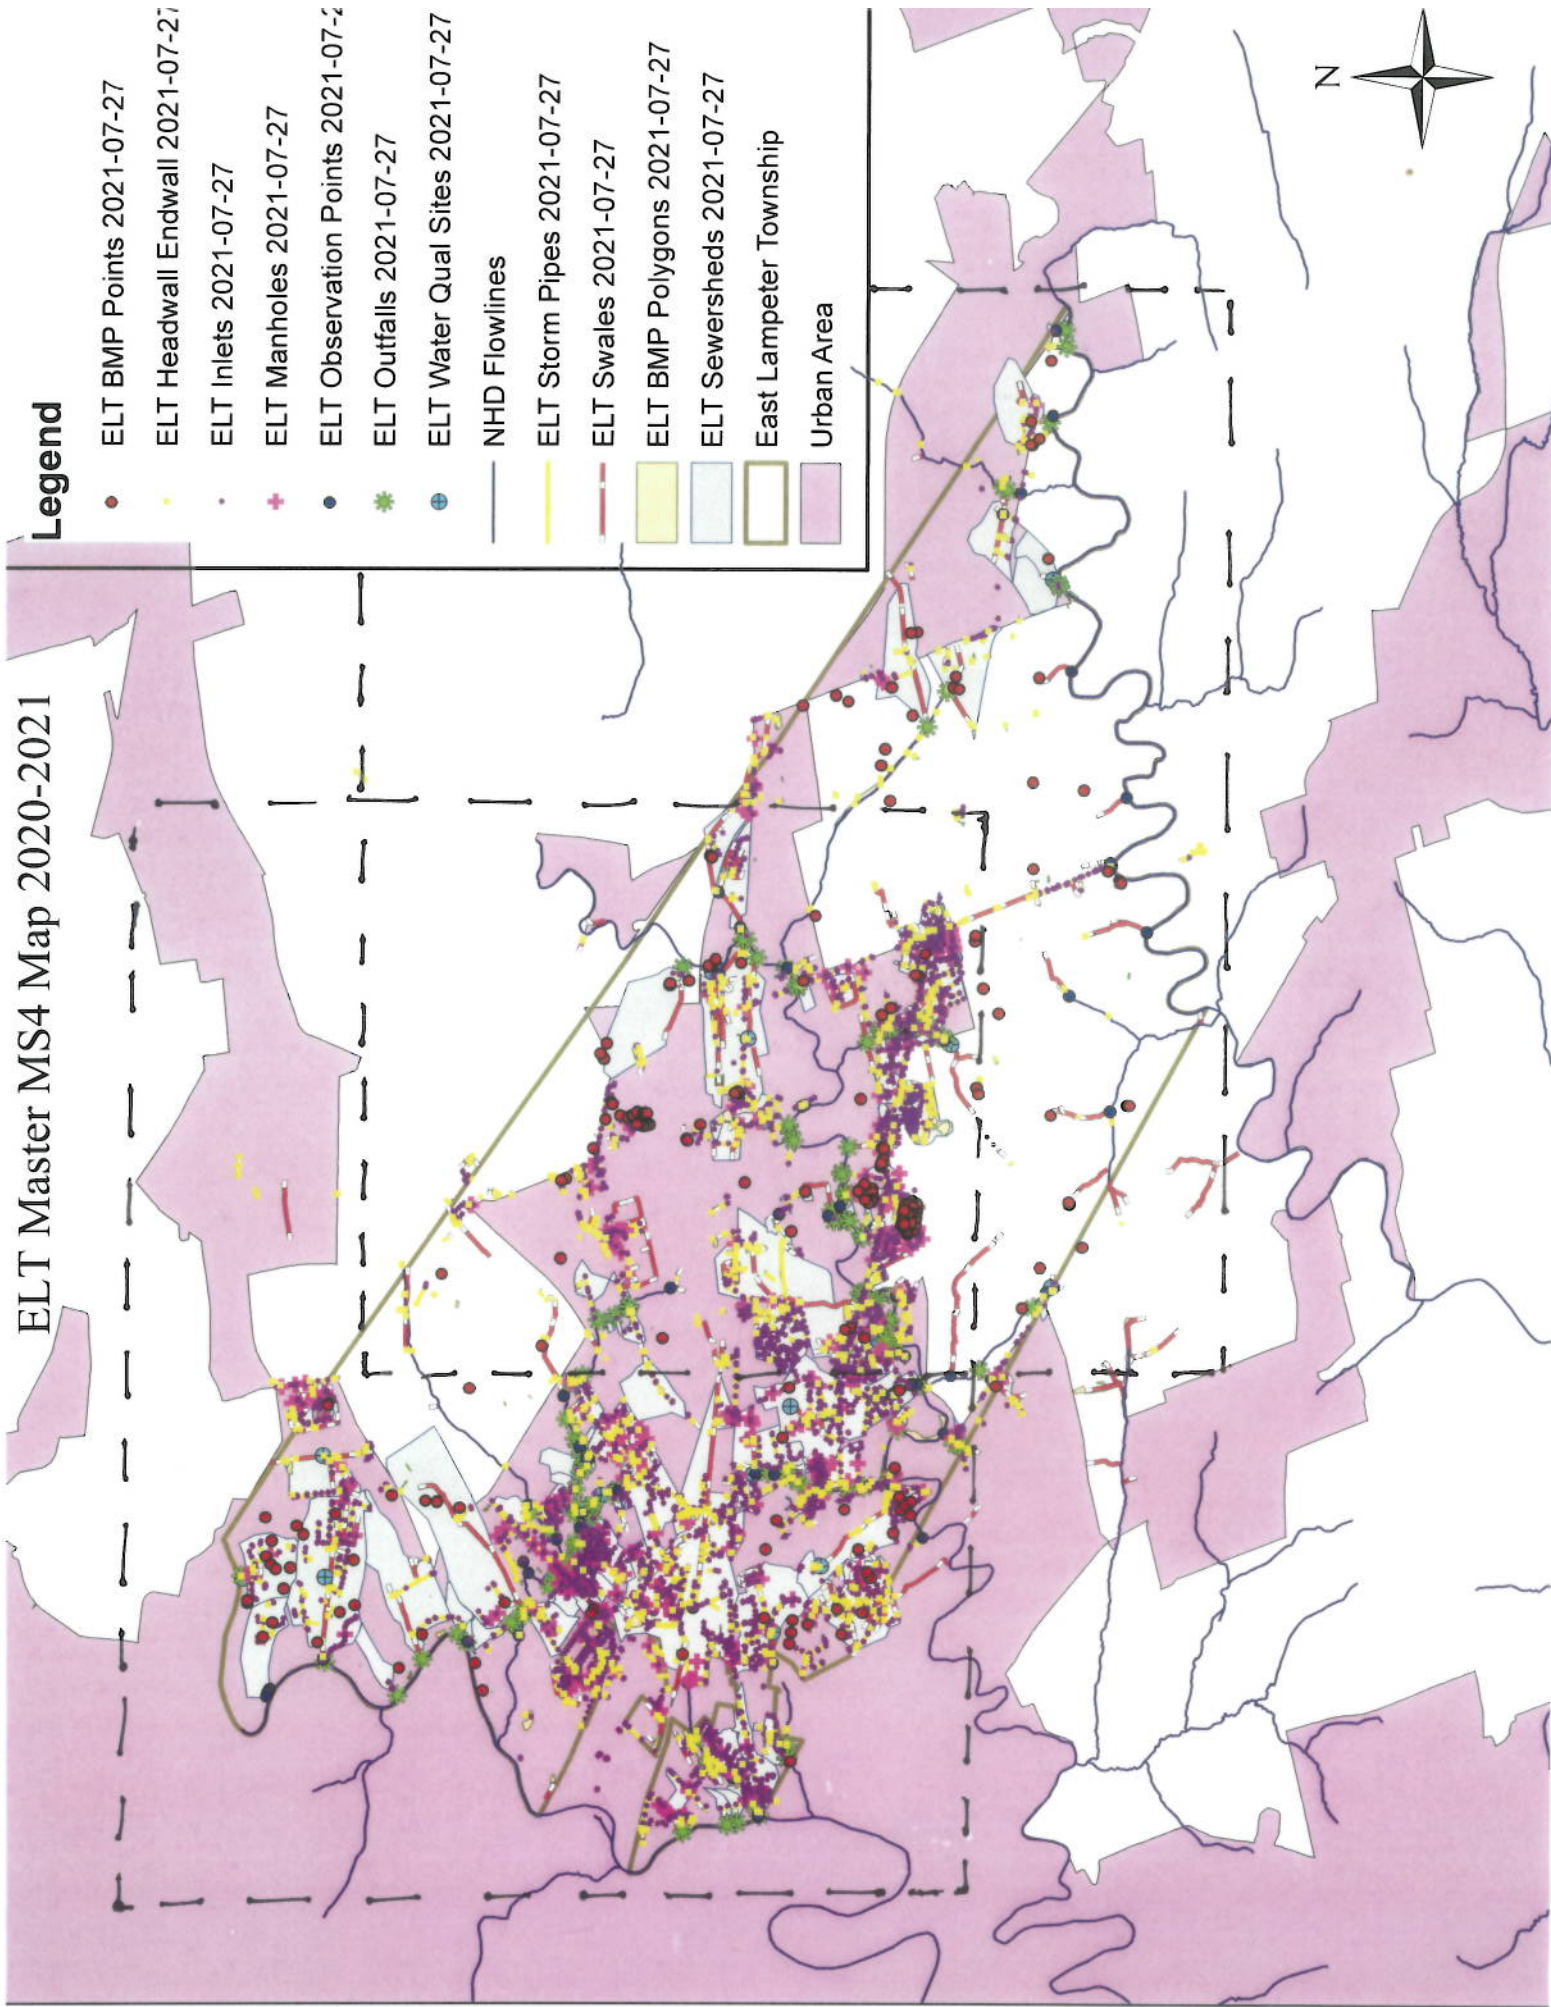 ELT Master MS4 Map 2020-2021
Legend
ELT BMP Points 2021-07-27
ELT Headwall Endwall 2021-07-27
ELT Inlets 2021-07-27
ELT Manholes 2021-07-27
ELT Observation Points 2021-07-2
ELT Outfalls 2021-07-27
ELT Water Qual Sites 2021-07-27
NHD Flowlines
ELT Storm Pipes 2021-07-27
ELT Swales 2021-07-27
ELT BMP Polygons 2021-07-27
ELT Sewersheds 2021-07-27
East Lampeter Township
Urban Area
N